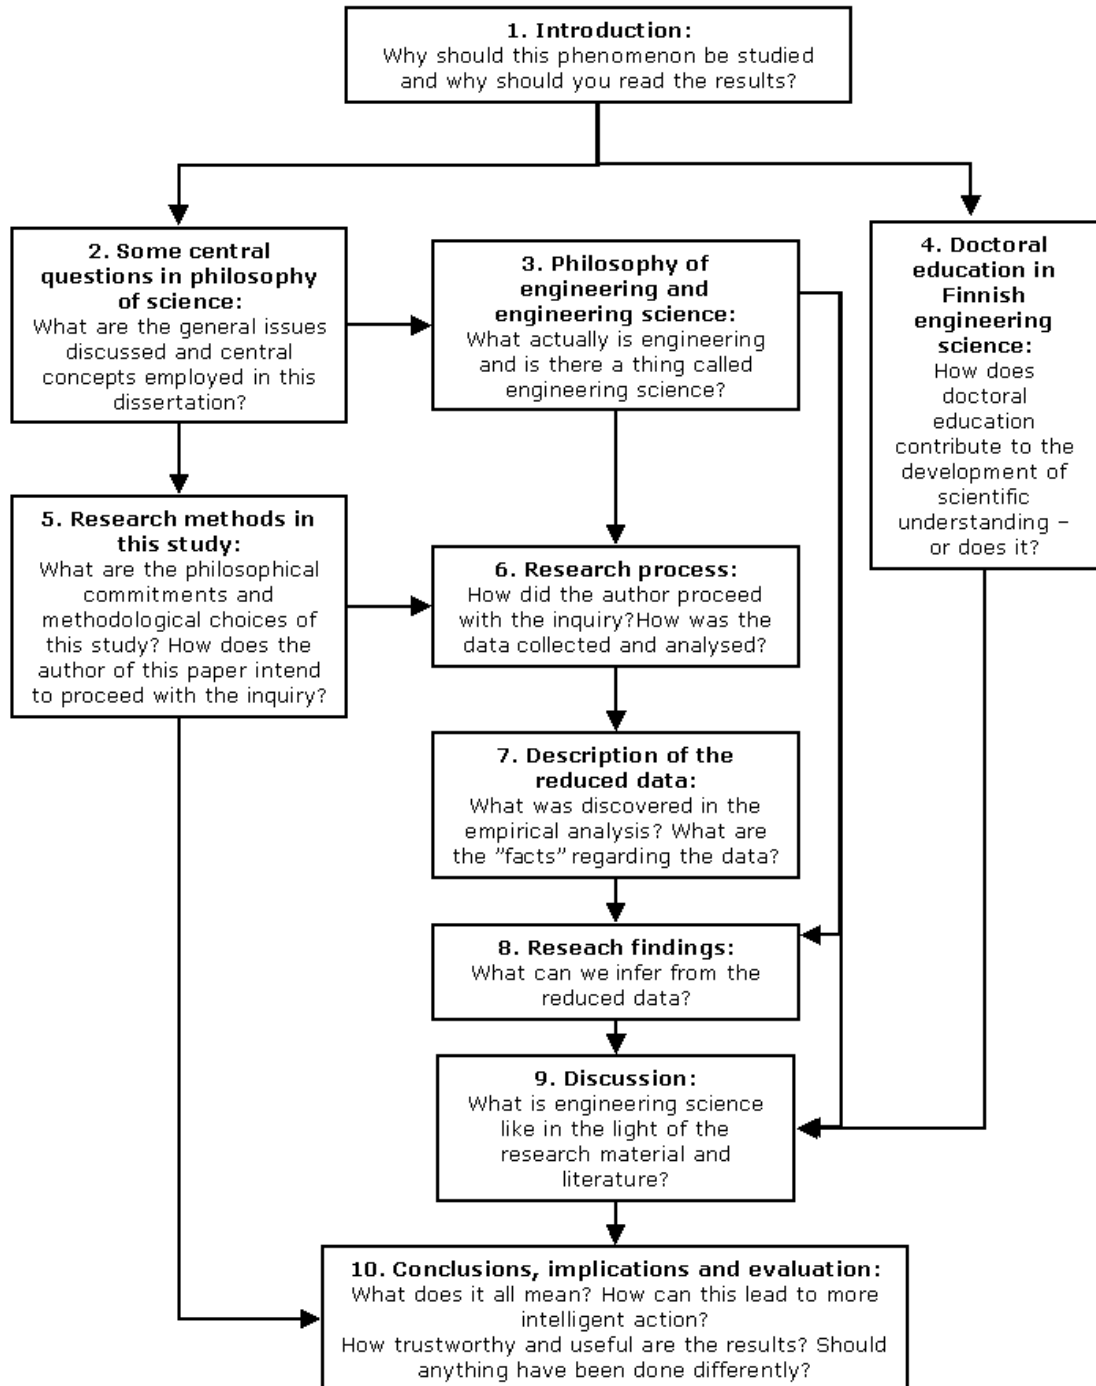 1. Introduction:
Why should this phenomenon be studied
and why should you read the results?
2. Some central
questions in philosophy
of science:
What are the general issues
discussed and central
concepts employed in this
dissertation?
3. Philosophy of
engineering and
engineering science:
What actually is engineering
and is there a thing called
engineering science?
4. Doctoral
education in
Finnish
engineering
science:
How does
doctoral
education
contribute to the
development of
scientific
understanding –
or does it?
5. Research methods in
this study:
What are the philosophical
commitments and
methodological choices of
this study? How does the
author of this paper intend
to proceed with the inquiry?
6. Research process:
How did the author proceed
with the inquiry?How was the
data collected and analysed?
7. Description of the
reduced data:
What was discovered in the
empirical analysis? What are
the ”facts” regarding the data?
8. Reseach findings:
What can we infer from the
reduced data?
9. Discussion:
What is engineering science
like in the light of the
research material and
literature?
10. Conclusions, implications and evaluation:
What does it all mean? How can this lead to more
intelligent action?
How trustworthy and useful are the results? Should
anything have been done differently?